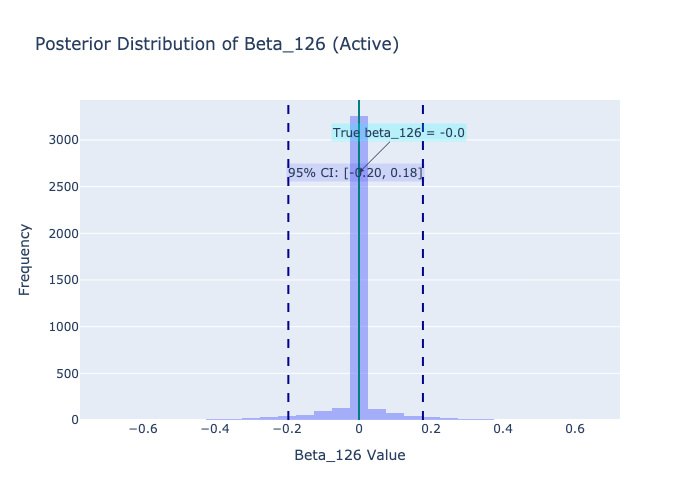 Posterior Distribution of Beta_126 (Active)
3000
True beta_126 = -0.0
95% CI: [-0.20, 0.18]
2500
2000
1500
1000
500
0
Frequency
−0.6
−0.4
−0.2
0
0.2
0.4
0.6
Beta_126 Value